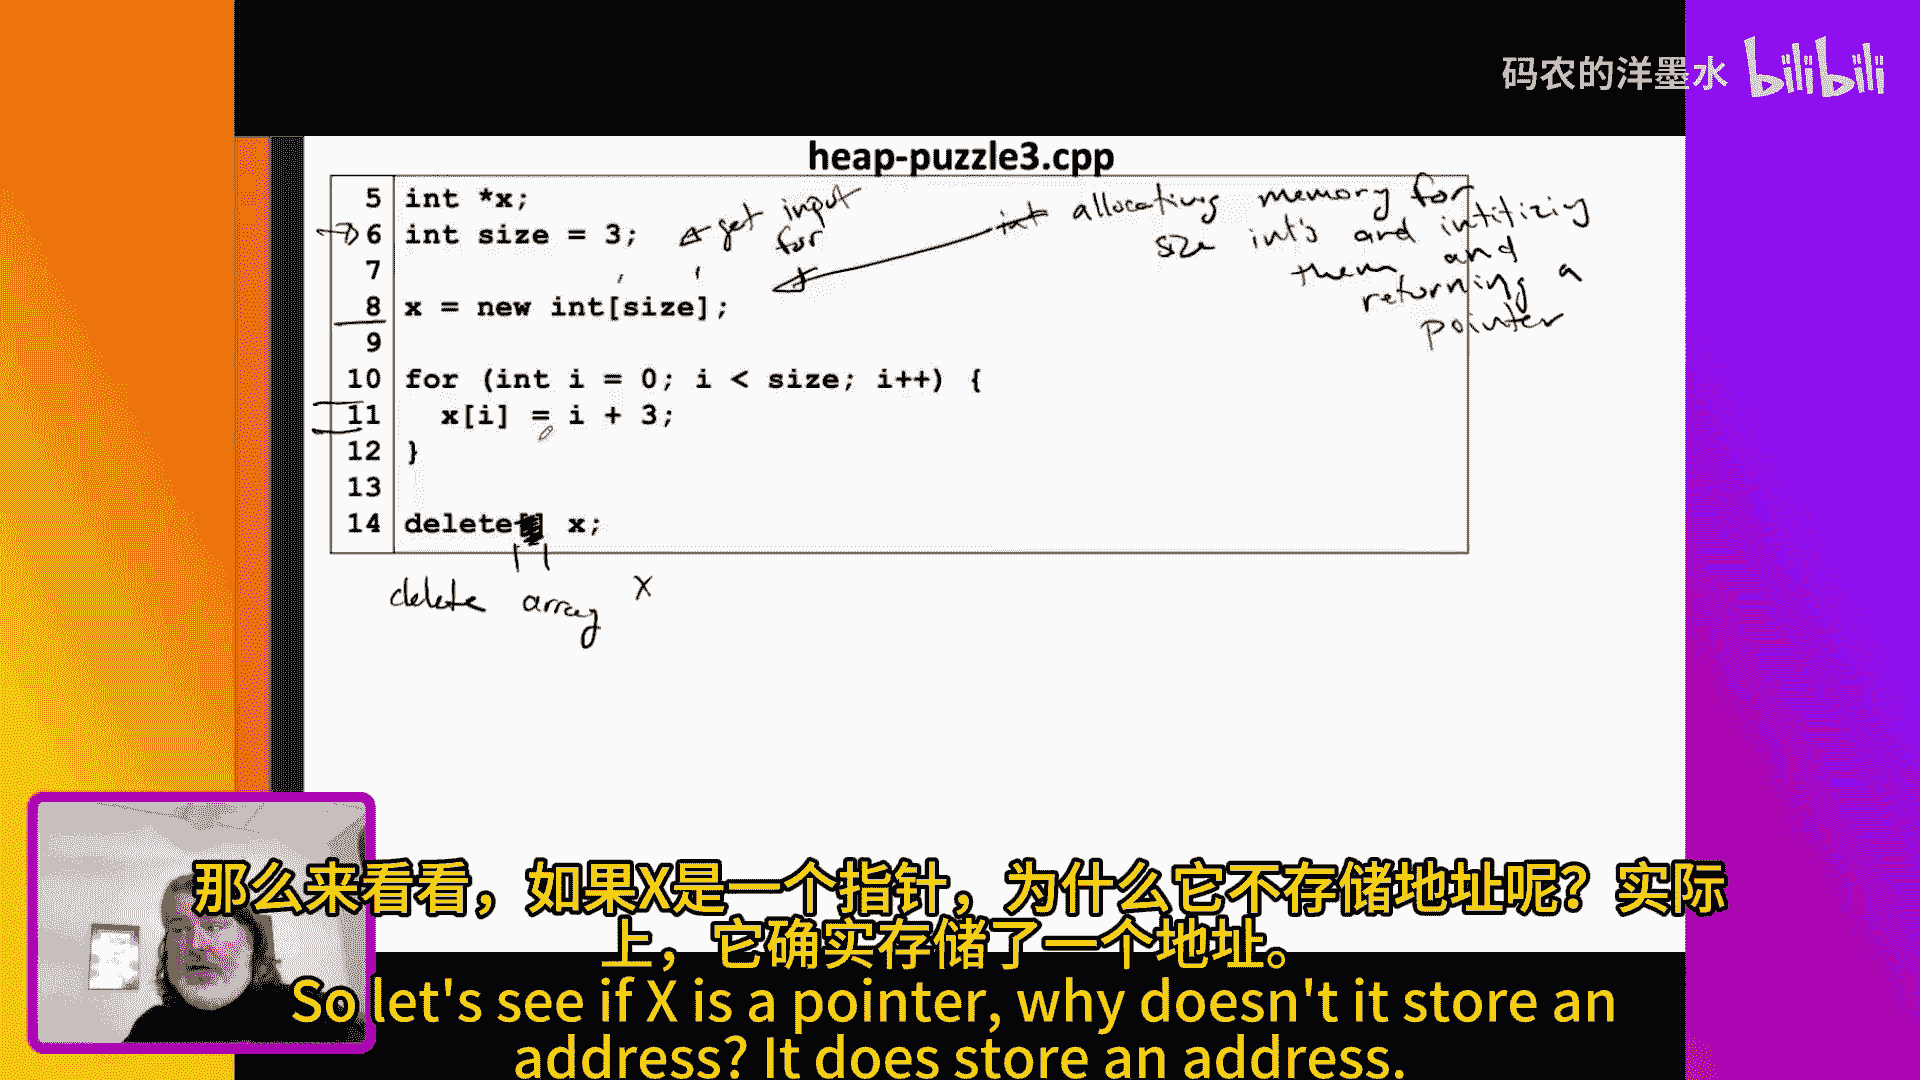 码农的洋墨水 bilibili
heap-puzzle3.cpp
5 int *x;
6 int size = 3;
7
8 x = new int[size];
9
10 for (int i = 0; i < size; i++) {
11 x[i] = i + 3;
12 }
13
14 delete[] x;
get input
for
int allocating memory for
size int's and intitiziy
them and
returning a
pointer
delete array x
那么来看看，如果X是一个指针，为什么它不存储地址呢？实际
上，它确实存储了一个地址。
So let's see if X is a pointer, why doesn't it store an
address? It does store an address.